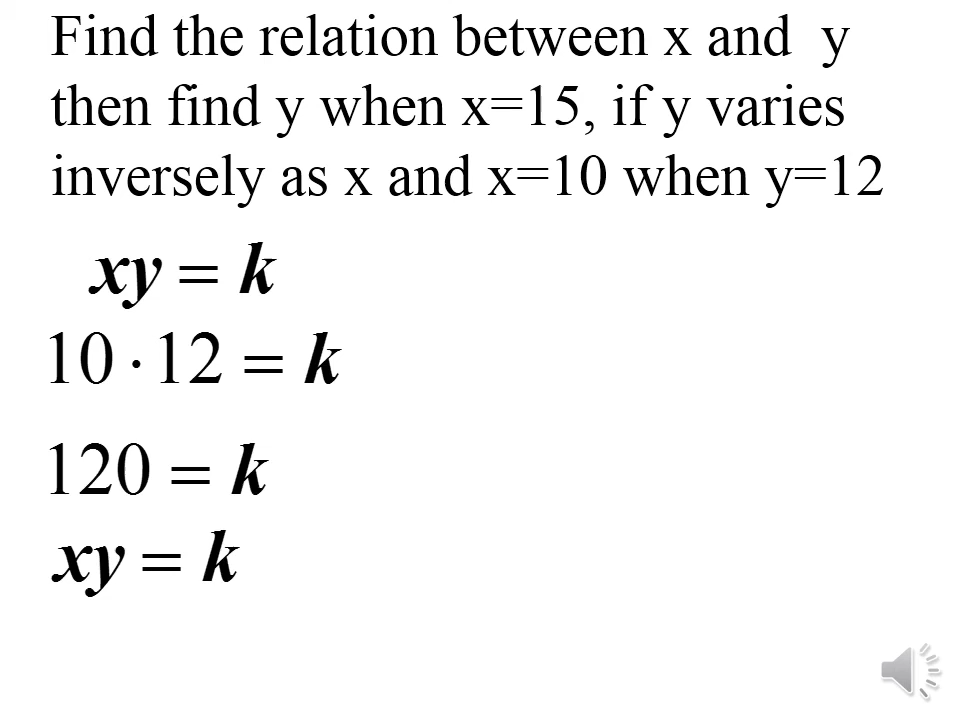 Find the relation between x and y
then find y when x=15, if y varies
inversely as x and x=10 when y=12
xy = k
10 · 12 = k
120 = k
xy = k